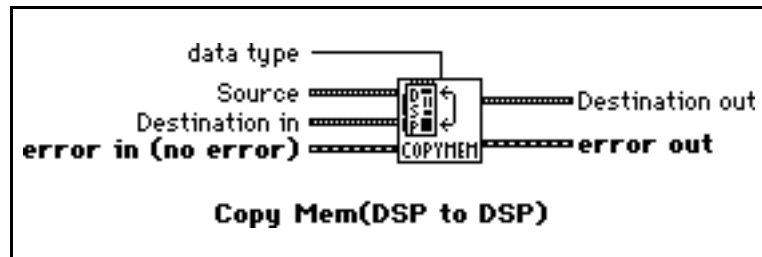 data type
Source
Destination in
error in (no error)
DSP
COPYMEM
Destination out
error out
Copy Mem(DSP to DSP)